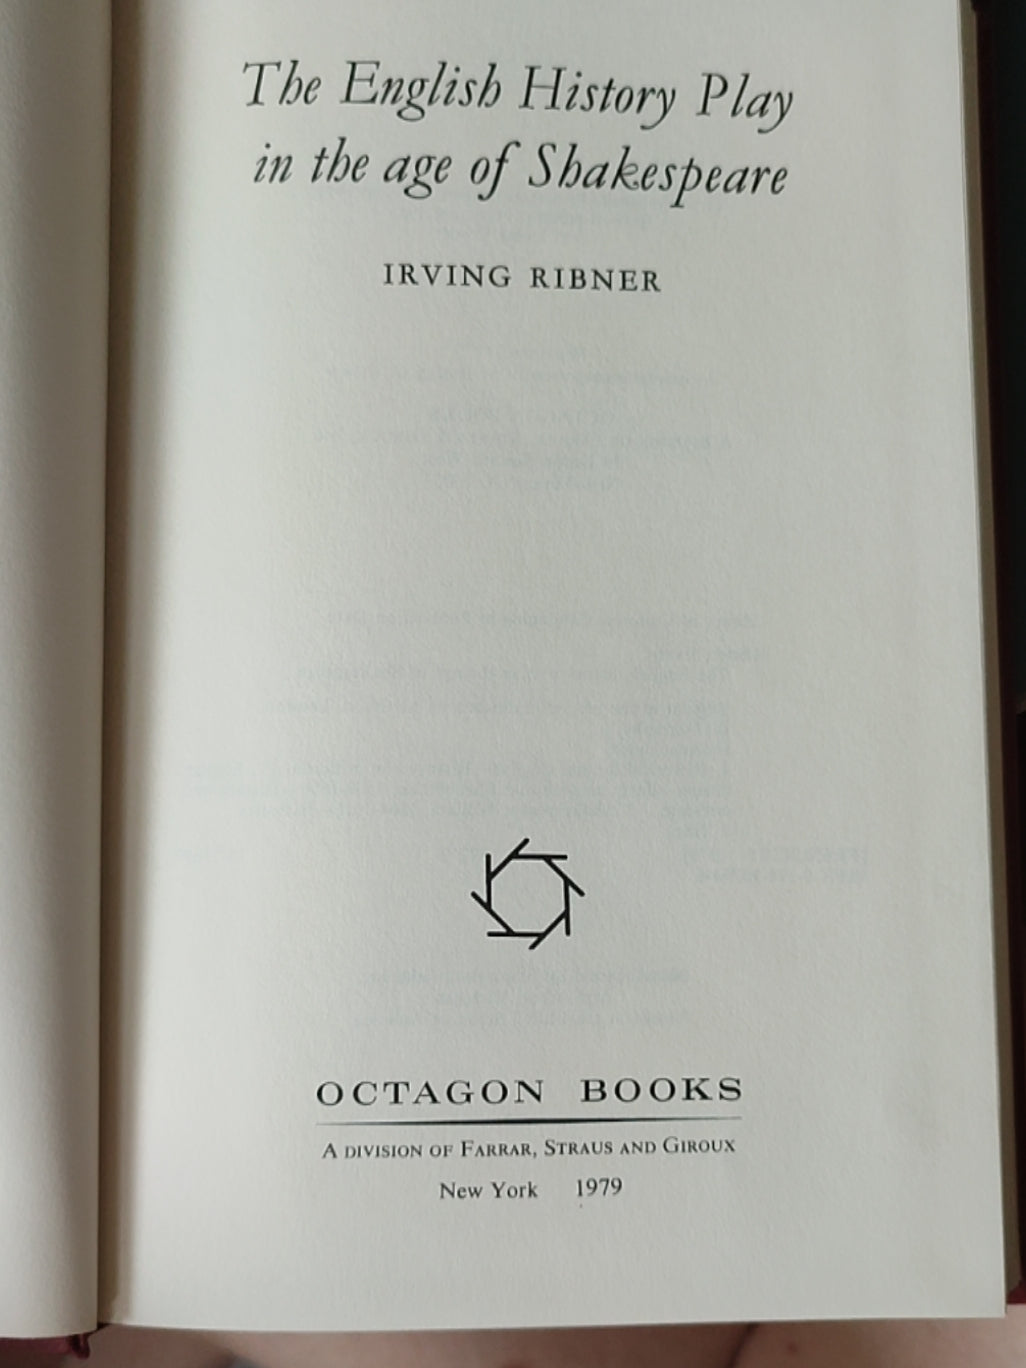 The English History Play
in the age of Shakespeare
IRVING RIBNER
OCTAGON BOOKS
A DIVISION OF FARRAR, STRAUS AND GIROUX
New York 1979